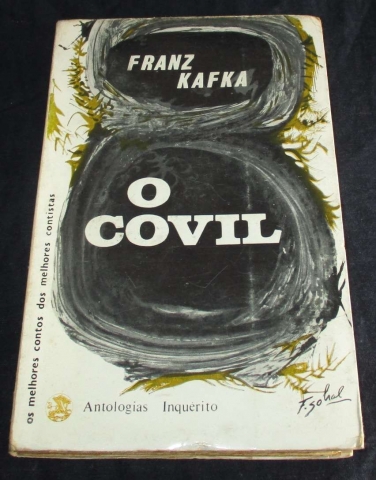 FRANZ
KAFKA
O
COVIL
os melhores contos dos melhores contistas
Antologias Inquérito